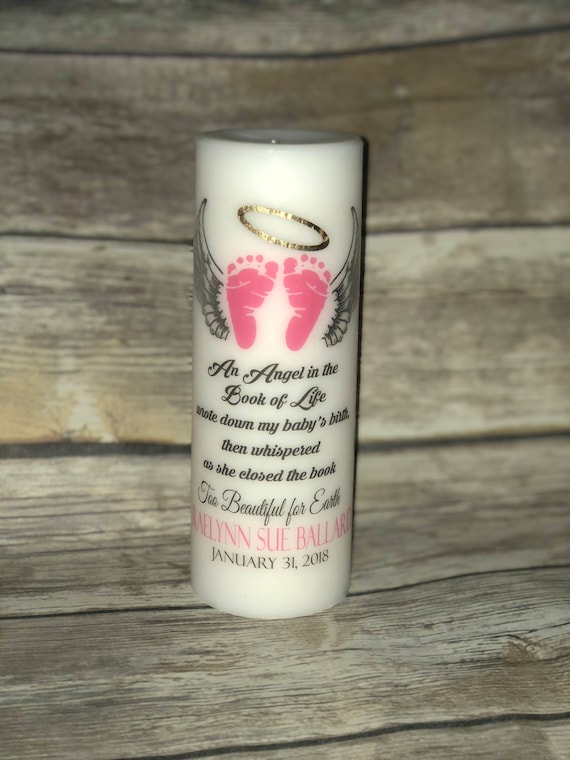 An Angel in the
Book of Life
wrote down my baby's birth,
then whispered
as she closed the book
Too Beautiful for Earth
SUE
JANUARY 31, 2018